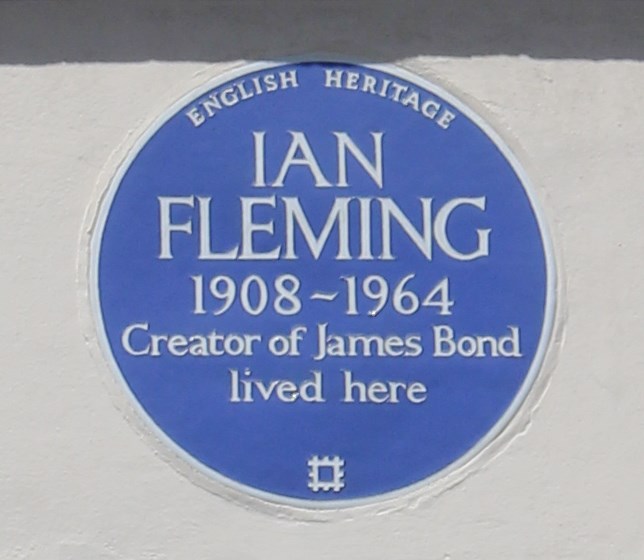 ENGLISH HERITAGE
IAN
FLEMING
1908~1964
Creator of James Bond
lived here